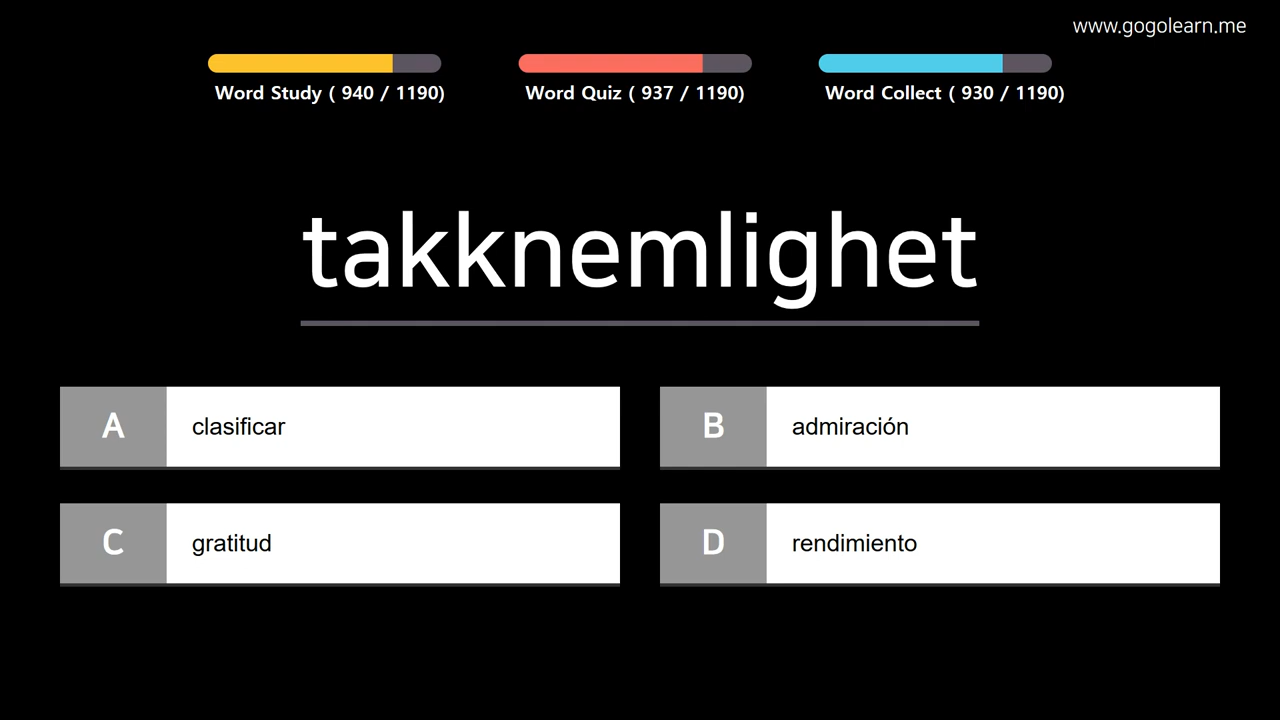 www.gogolearn.me
Word Study ( 940 / 1190)
Word Quiz ( 937 / 1190)
Word Collect ( 930 / 1190)
takknemlighet
A clasificar
B admiración
C gratitud
D rendimiento